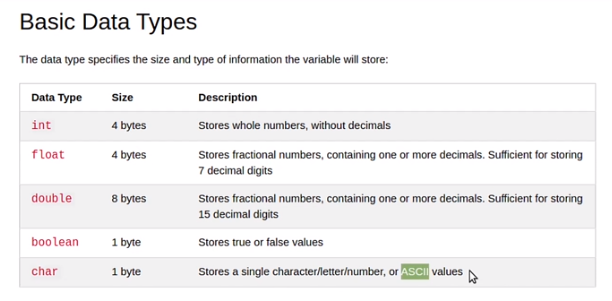 Basic Data Types
The data type specifies the size and type of information the variable will store:
Data Type Size Description
int 4 bytes Stores whole numbers, without decimals
float 4 bytes Stores fractional numbers, containing one or more decimals. Sufficient for storing
7 decimal digits
double 8 bytes Stores fractional numbers, containing one or more decimals. Sufficient for storing
15 decimal digits
boolean 1 byte Stores true or false values
char 1 byte Stores a single character/letter/number, or ASCII values